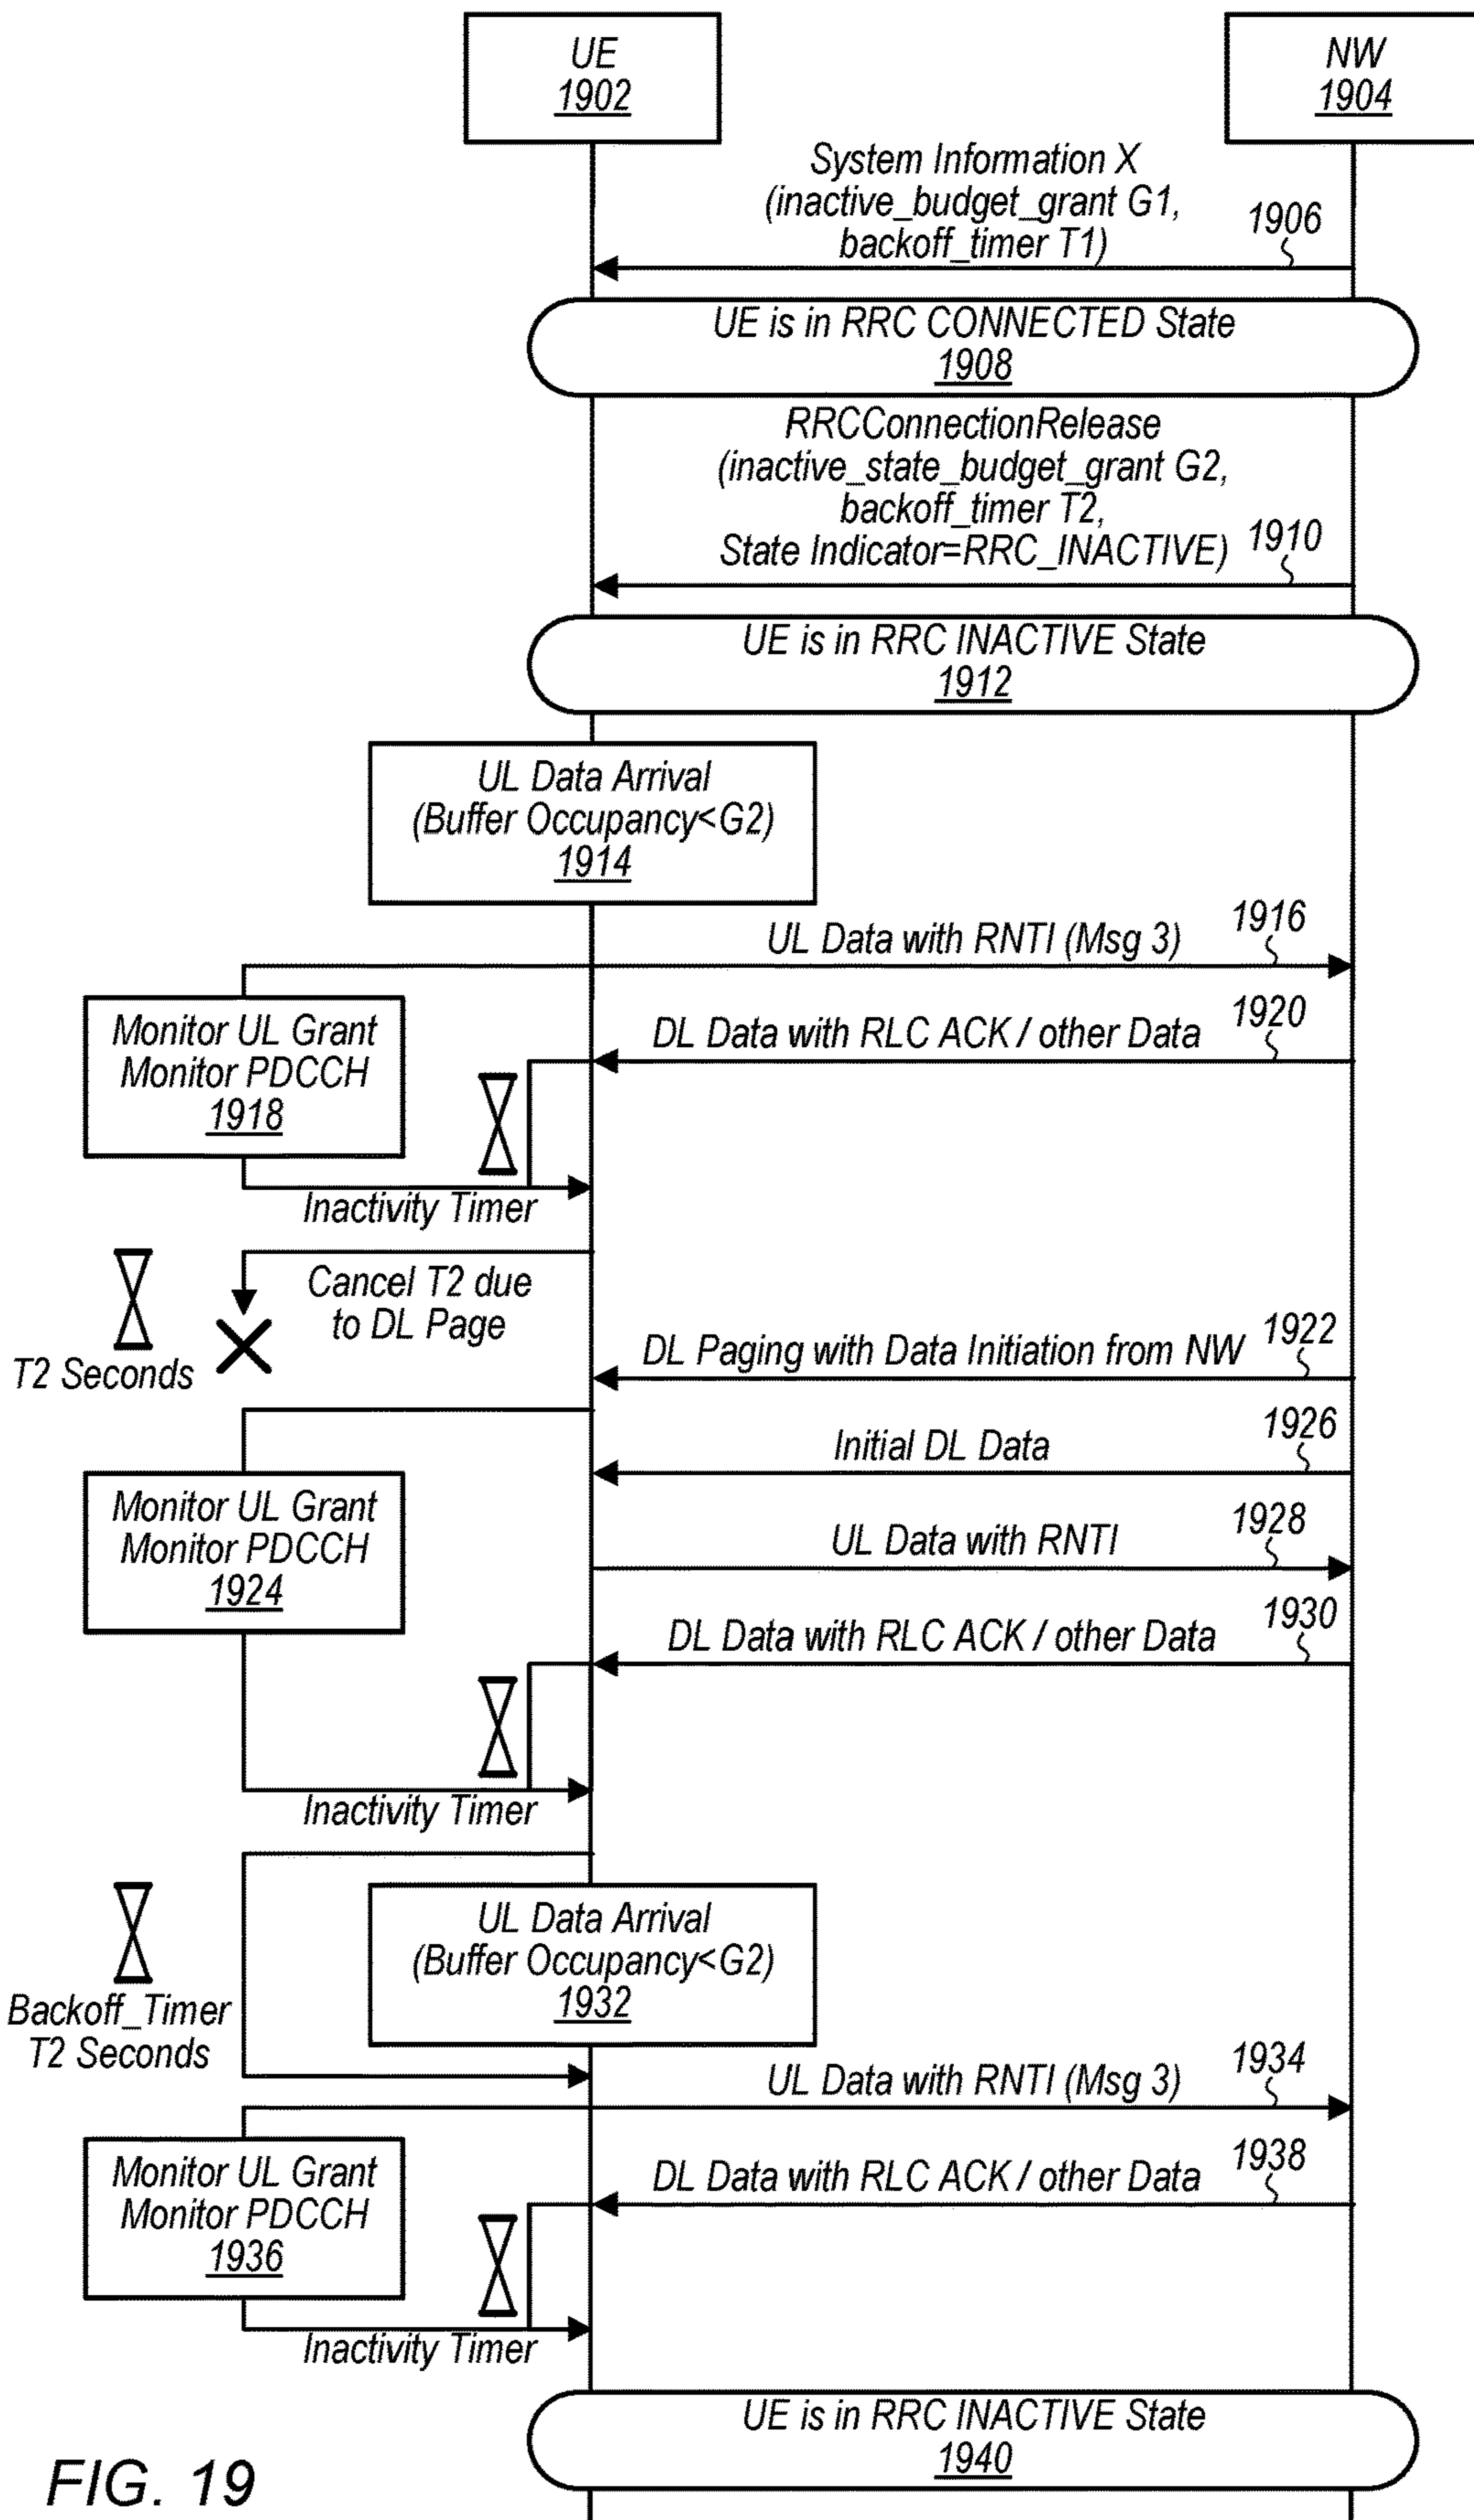 UE
1902
NW
1904
System Information X
(inactive_budget_grant G1,
backoff_timer T1)
1906
UE is in RRC CONNECTED State
1908
RRCConnectionRelease
(inactive_state_budget_grant G2,
backoff_timer T2,
State Indicator=RRC_INACTIVE)
1910
UE is in RRC INACTIVE State
1912
UL Data Arrival
(Buffer Occupancy<G2)
1914
UL Data with RNTI (Msg 3)
1916
Monitor UL Grant
Monitor PDCCH
1918
DL Data with RLC ACK / other Data
1920
Inactivity Timer
Cancel T2 due
to DL Page
T2 Seconds
DL Paging with Data Initiation from NW
1922
Initial DL Data
1926
Monitor UL Grant
Monitor PDCCH
1924
UL Data with RNTI
1928
DL Data with RLC ACK / other Data
1930
Inactivity Timer
UL Data Arrival
(Buffer Occupancy<G2)
1932
Backoff_Timer
T2 Seconds
UL Data with RNTI (Msg 3)
1934
Monitor UL Grant
Monitor PDCCH
1936
DL Data with RLC ACK / other Data
1938
Inactivity Timer
UE is in RRC INACTIVE State
1940
FIG. 19